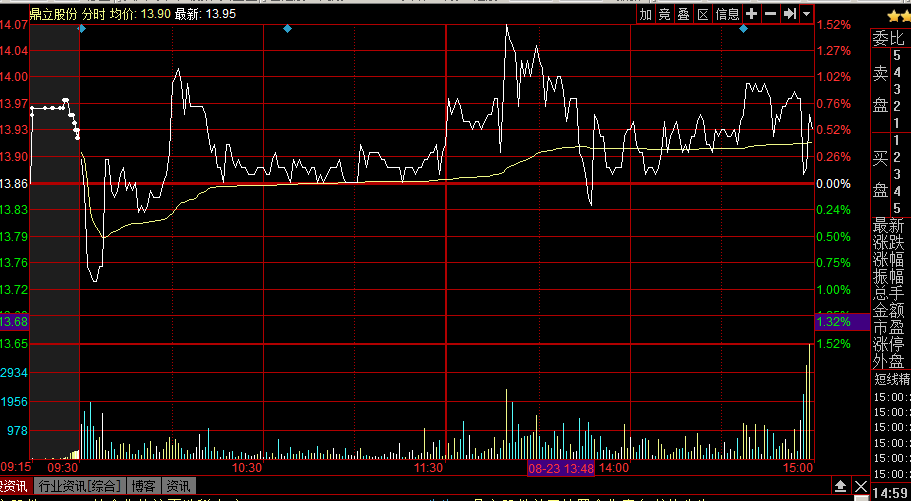 鼎立股份 分时 均价: 13.90 最新: 13.95 加 竞 叠 区 信息
14.07 1.52%
14.04 1.27%
14.00 1.02%
13.97 0.76%
13.93 0.52%
13.90 0.26%
13.86 0.00%
13.83 0.24%
13.79 0.50%
13.76 0.75%
13.72 1.00%
13.68 1.32%
13.65 1.52%
2934
1956
978
09:15 09:30 10:30 11:30 08-23 13:48 14:00 15:00
资讯 行业资讯[综合] 博客 资讯
委比
卖盘
5
4
3
2
1
买盘
1
2
3
4
5
最新
涨跌
涨幅
振幅
总手
金额
市盈
涨停
外盘
短线精
15:00:
15:00:
15:00:
15:00:
15:00:
15:00:
14:59